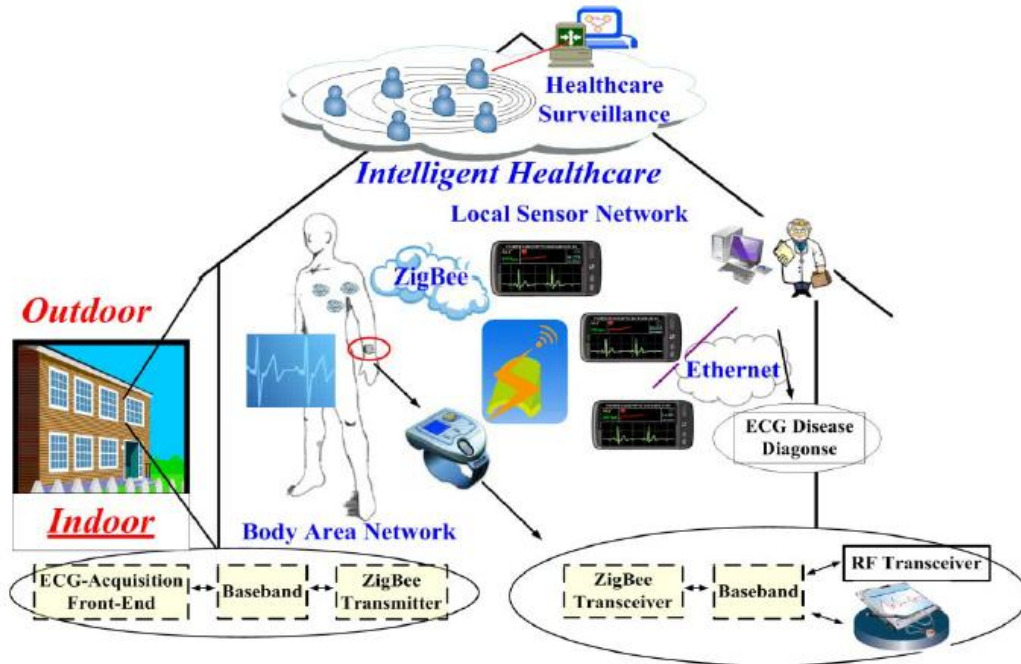 Healthcare
Surveillance
Intelligent Healthcare
Local Sensor Network
ZigBee
Outdoor
Ethernet
ECG Disease
Diagonse
Indoor
Body Area Network
ECG-Acquisition
Front-End
Baseband
ZigBee
Transmitter
ZigBee
Transceiver
Baseband
RF Transceiver